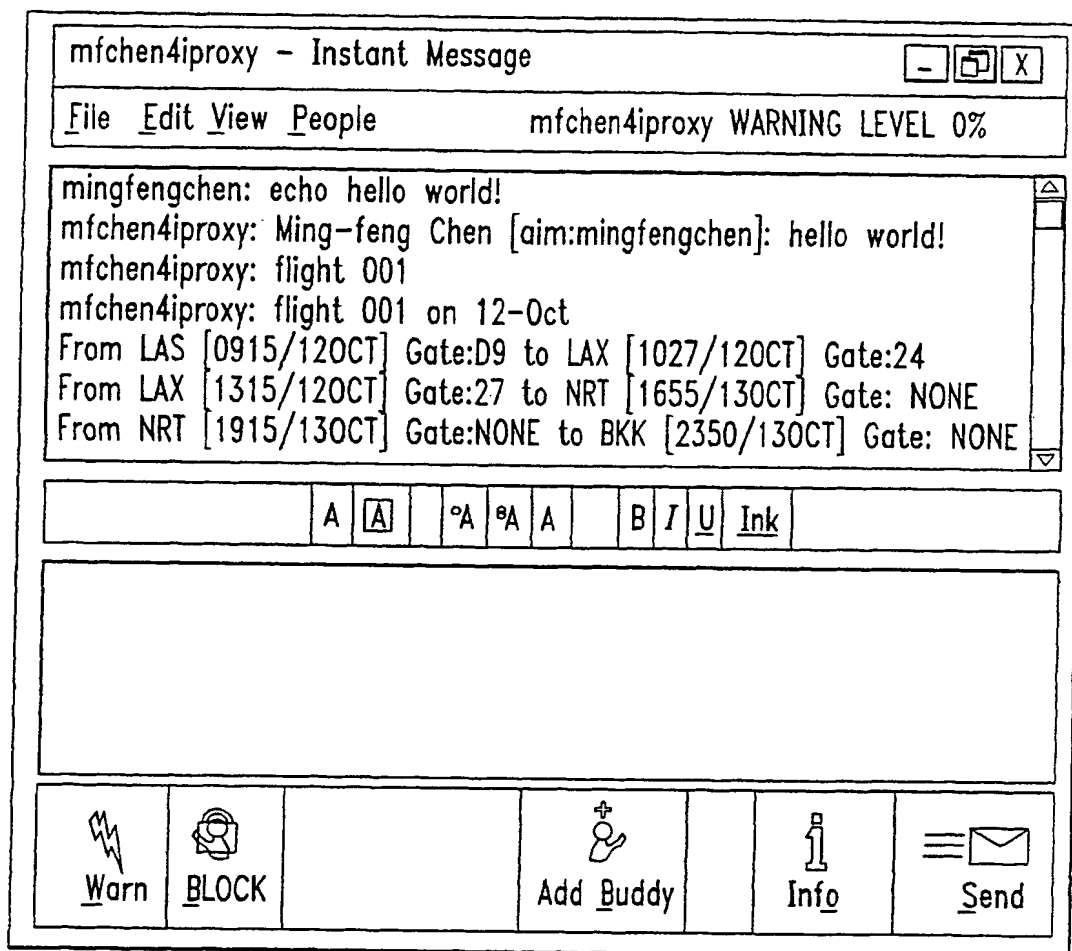 mfchen4iproxy – Instant Message
– X
File Edit View People mfchen4iproxy WARNING LEVEL 0%
mingfengchen: echo hello world!
mfchen4iproxy: Ming-feng Chen [aim:mingfengchen]: hello world!
mfchen4iproxy: flight 001
mfchen4iproxy: flight 001 on 12-Oct
From LAS [0915/12OCT] Gate:D9 to LAX [1027/12OCT] Gate:24
From LAX [1315/12OCT] Gate:27 to NRT [1655/13OCT] Gate: NONE
From NRT [1915/13OCT] Gate:NONE to BKK [2350/13OCT] Gate: NONE
A A ᵒA ᴮA A B I U Ink
Warn BLOCK Add Buddy Info Send